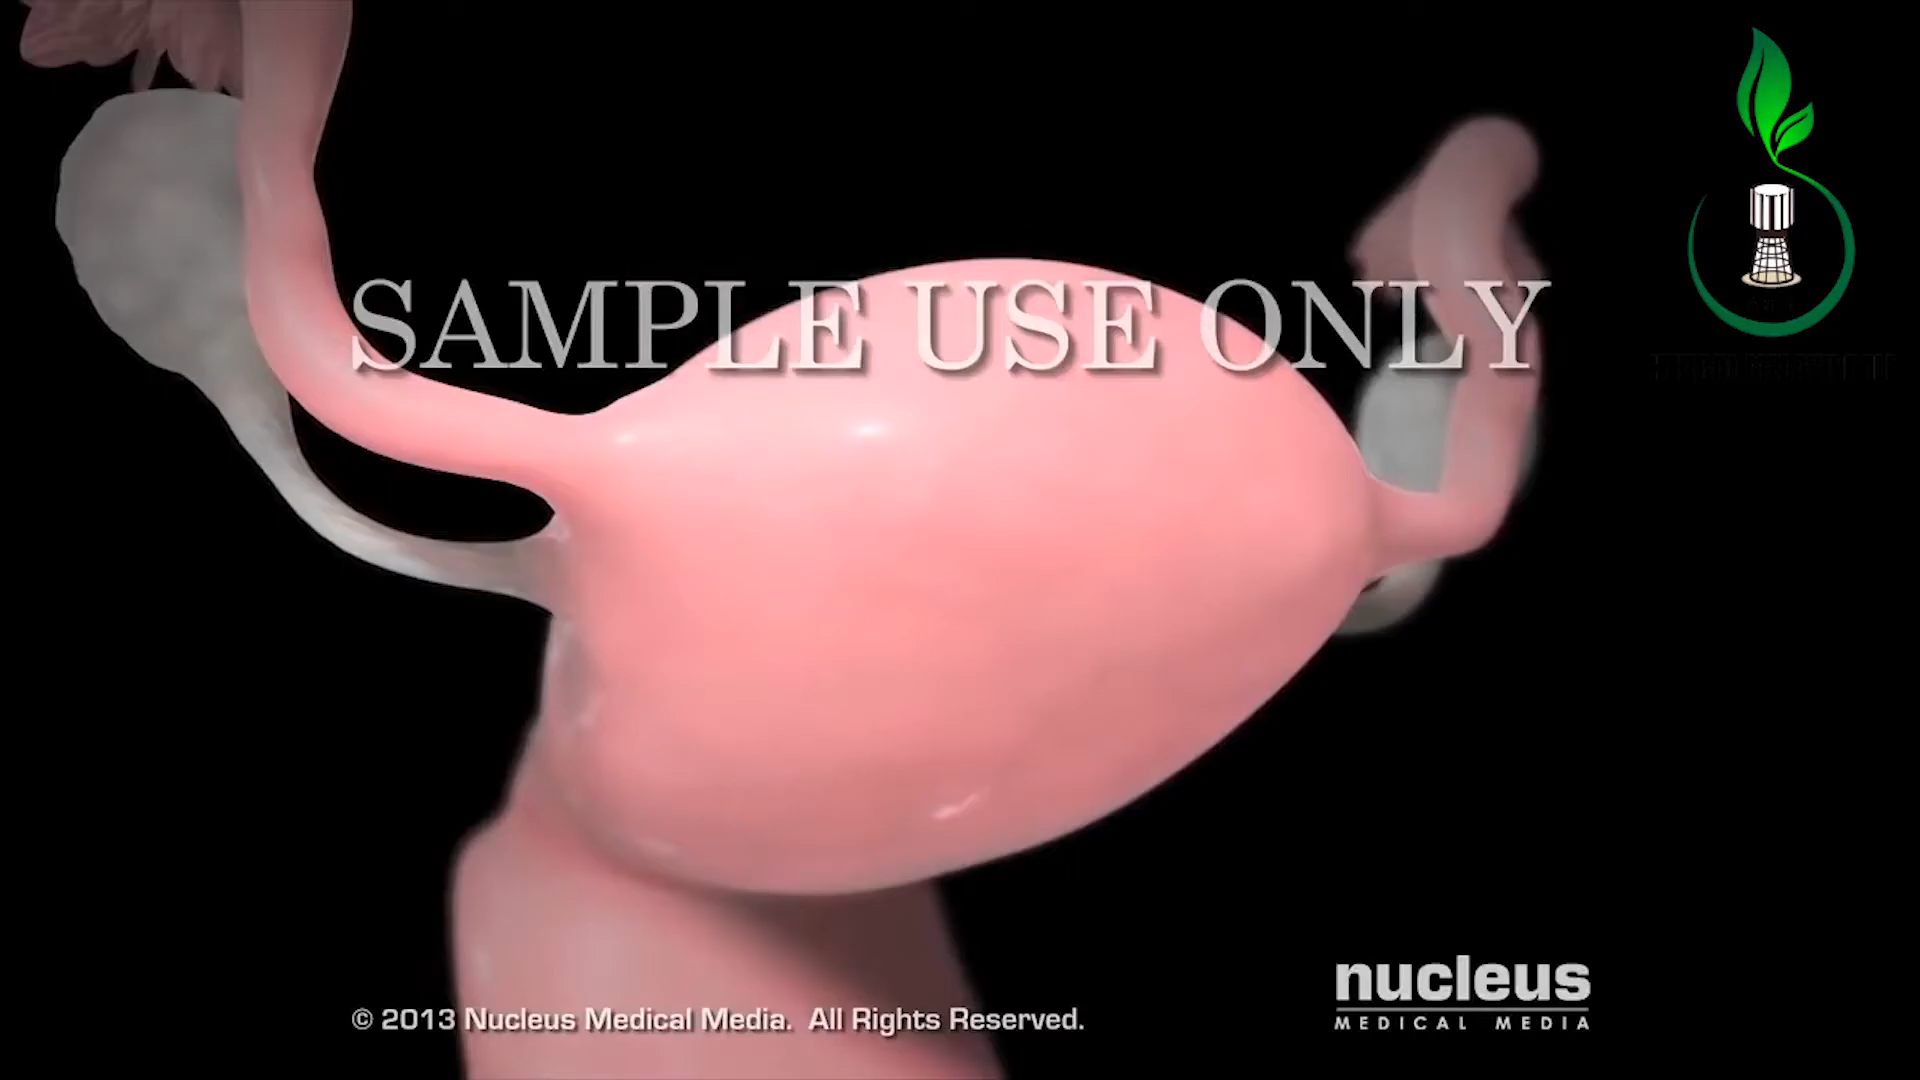 SAMPLE USE ONLY
© 2013 Nucleus Medical Media. All Rights Reserved.
nucleus
MEDICAL MEDIA